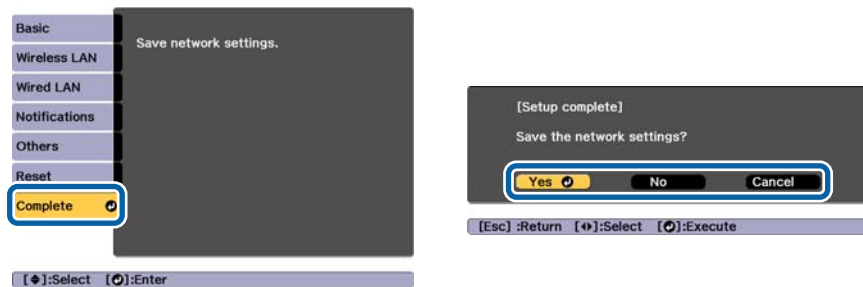 Basic
Save network settings.
Wireless LAN
Wired LAN
Notifications
Others
Reset
Complete
[]:Select []:Enter
[Setup complete]
Save the network settings?
Yes No Cancel
[Esc] :Return []:Select []:Execute